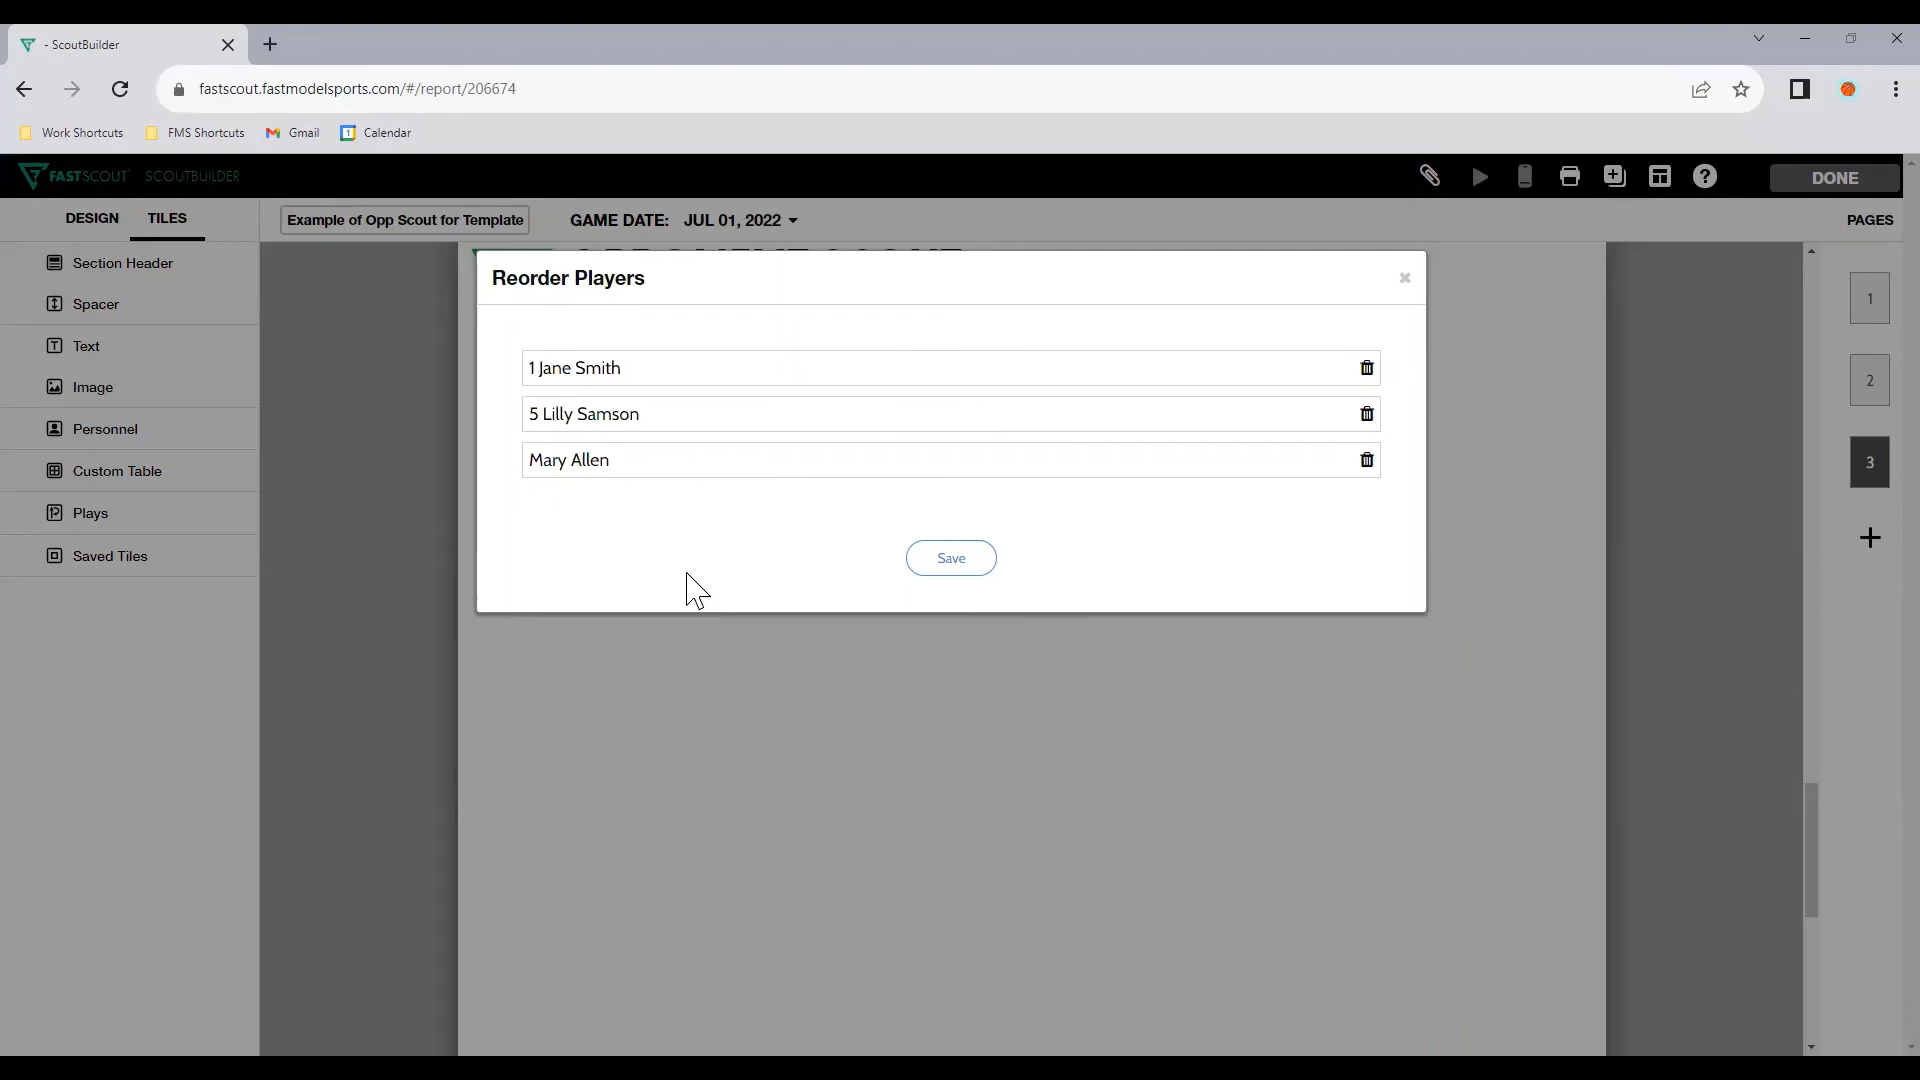 - ScoutBuilder
fastscout.fastmodelsports.com/#/report/206674
Work Shortcuts
FMS Shortcuts
Gmail
Calendar
FASTSCOUT SCOUTBUILDER
DONE
DESIGN
TILES
Example of Opp Scout for Template
GAME DATE: JUL 01, 2022
PAGES
Section Header
Spacer
Text
Image
Personnel
Custom Table
Plays
Saved Tiles
Reorder Players
1 Jane Smith
5 Lilly Samson
Mary Allen
Save
1
2
3